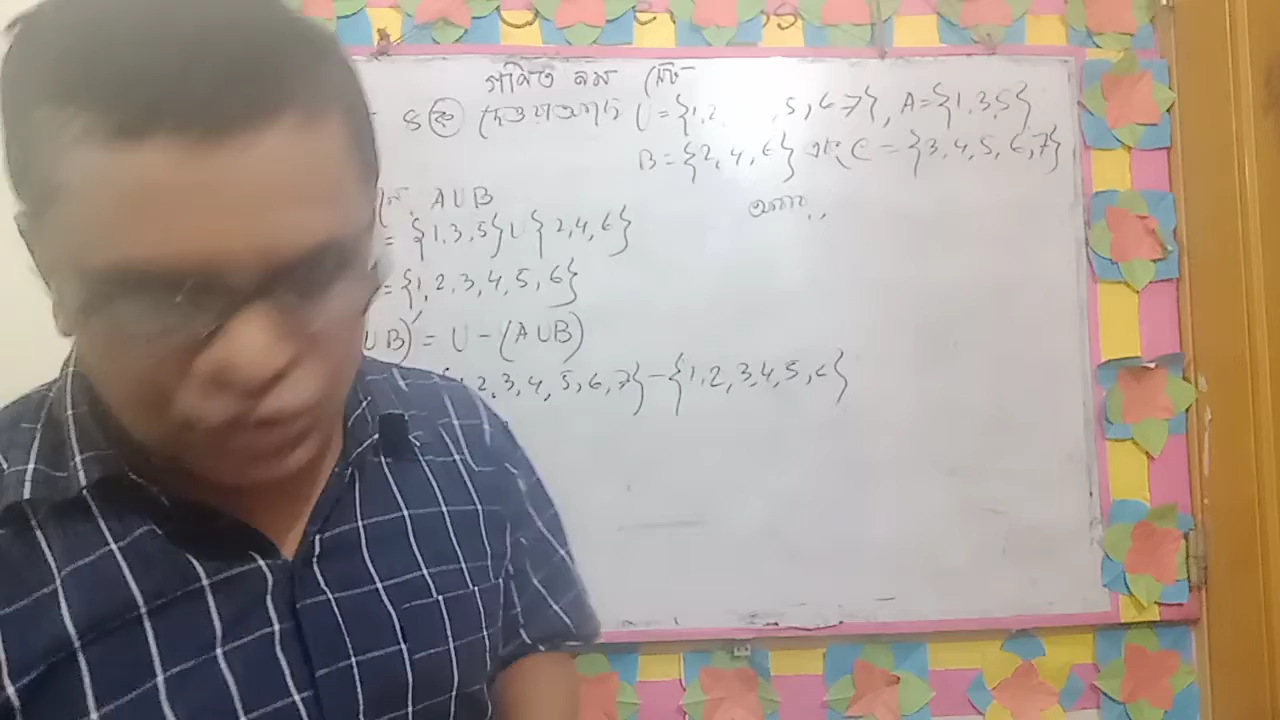 গণিত নবম
৪ ক দেওয়া আছে U = {1,2 ,5,6,7}, A={1,3,5}
B = {2,4,6} এবং C = {3,4,5,6,7}
A∪B
= {1,3,5}∪{2,4,6}
= {1,2,3,4,5,6}
∪B)′ = U - (A∪B)
2,3,4,5,6,7} - {1,2,3,4,5,6}